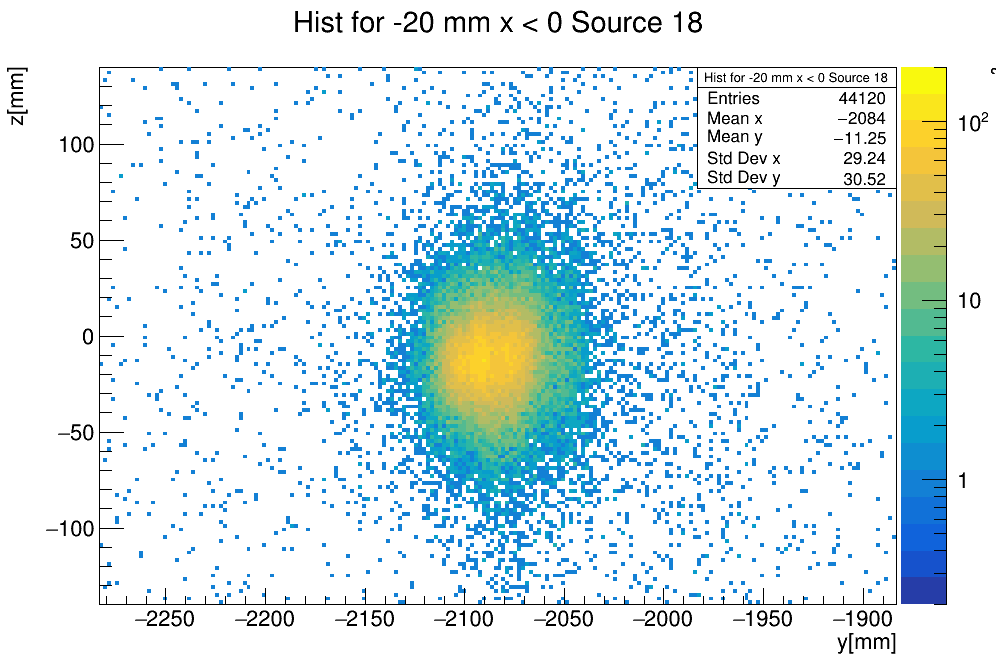 Hist for -20 mm x < 0 Source 18
z[mm]
Hist for -20 mm x < 0 Source 18
Entries 44120
Mean x −2084
Mean y −11.25
Std Dev x 29.24
Std Dev y 30.52
100
50
0
−50
−100
10²
10
1
−2250 −2200 −2150 −2100 −2050 −2000 −1950 −1900
y[mm]